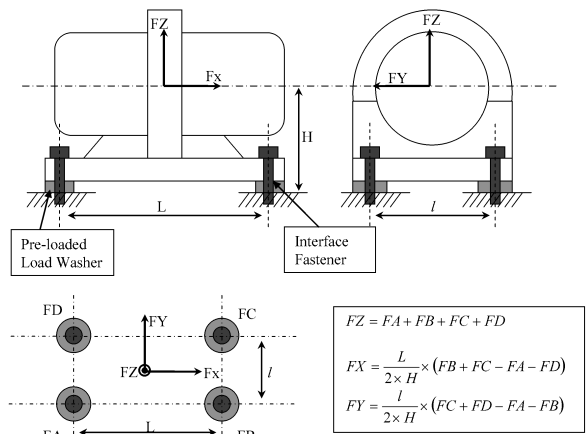 FZ
FZ
Fx
FY
H
L
l
Pre-loaded
Load Washer
Interface
Fastener
FD
FC
FY
FZ
Fx
l
L
FA
FB
FZ = FA + FB + FC + FD
FX = L / 2 × H × (FB + FC − FA − FD)
FY = l / 2 × H × (FC + FD − FA − FB)